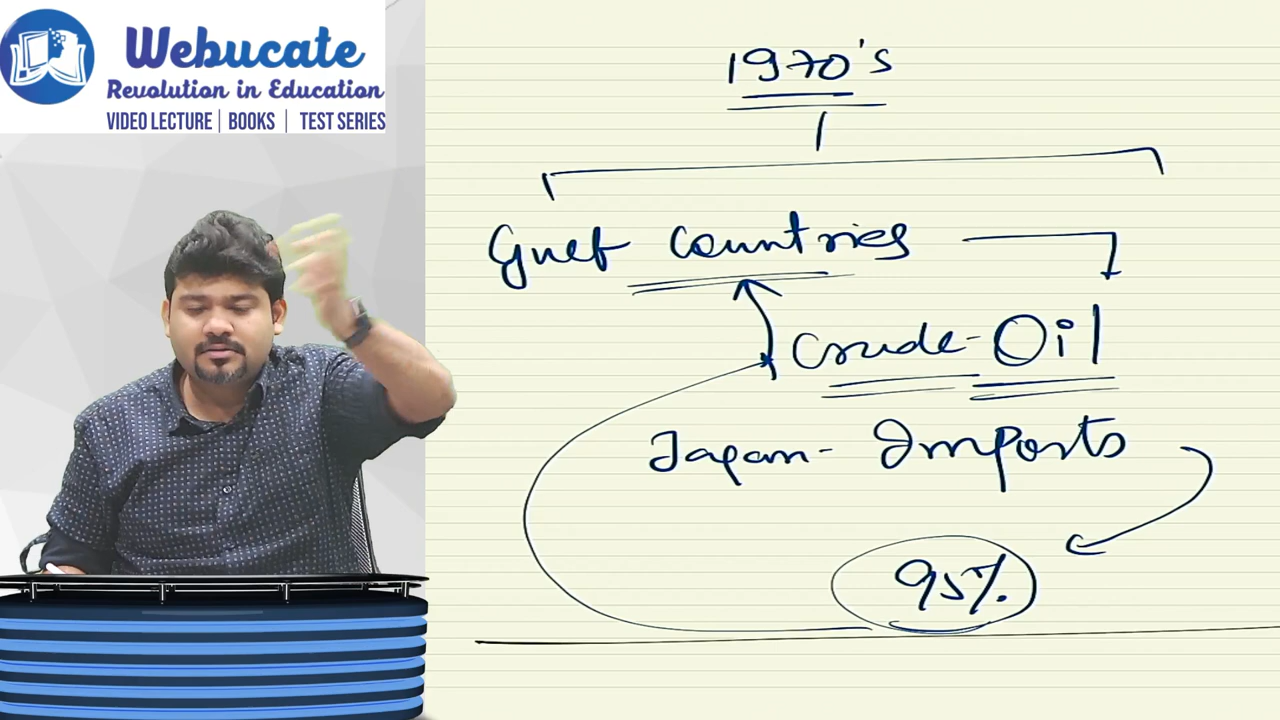 Webucate
Revolution in Education
VIDEO LECTURE | BOOKS | TEST SERIES
1970's
Gulf Countries
Crude-Oil
Japan- Imports
95%